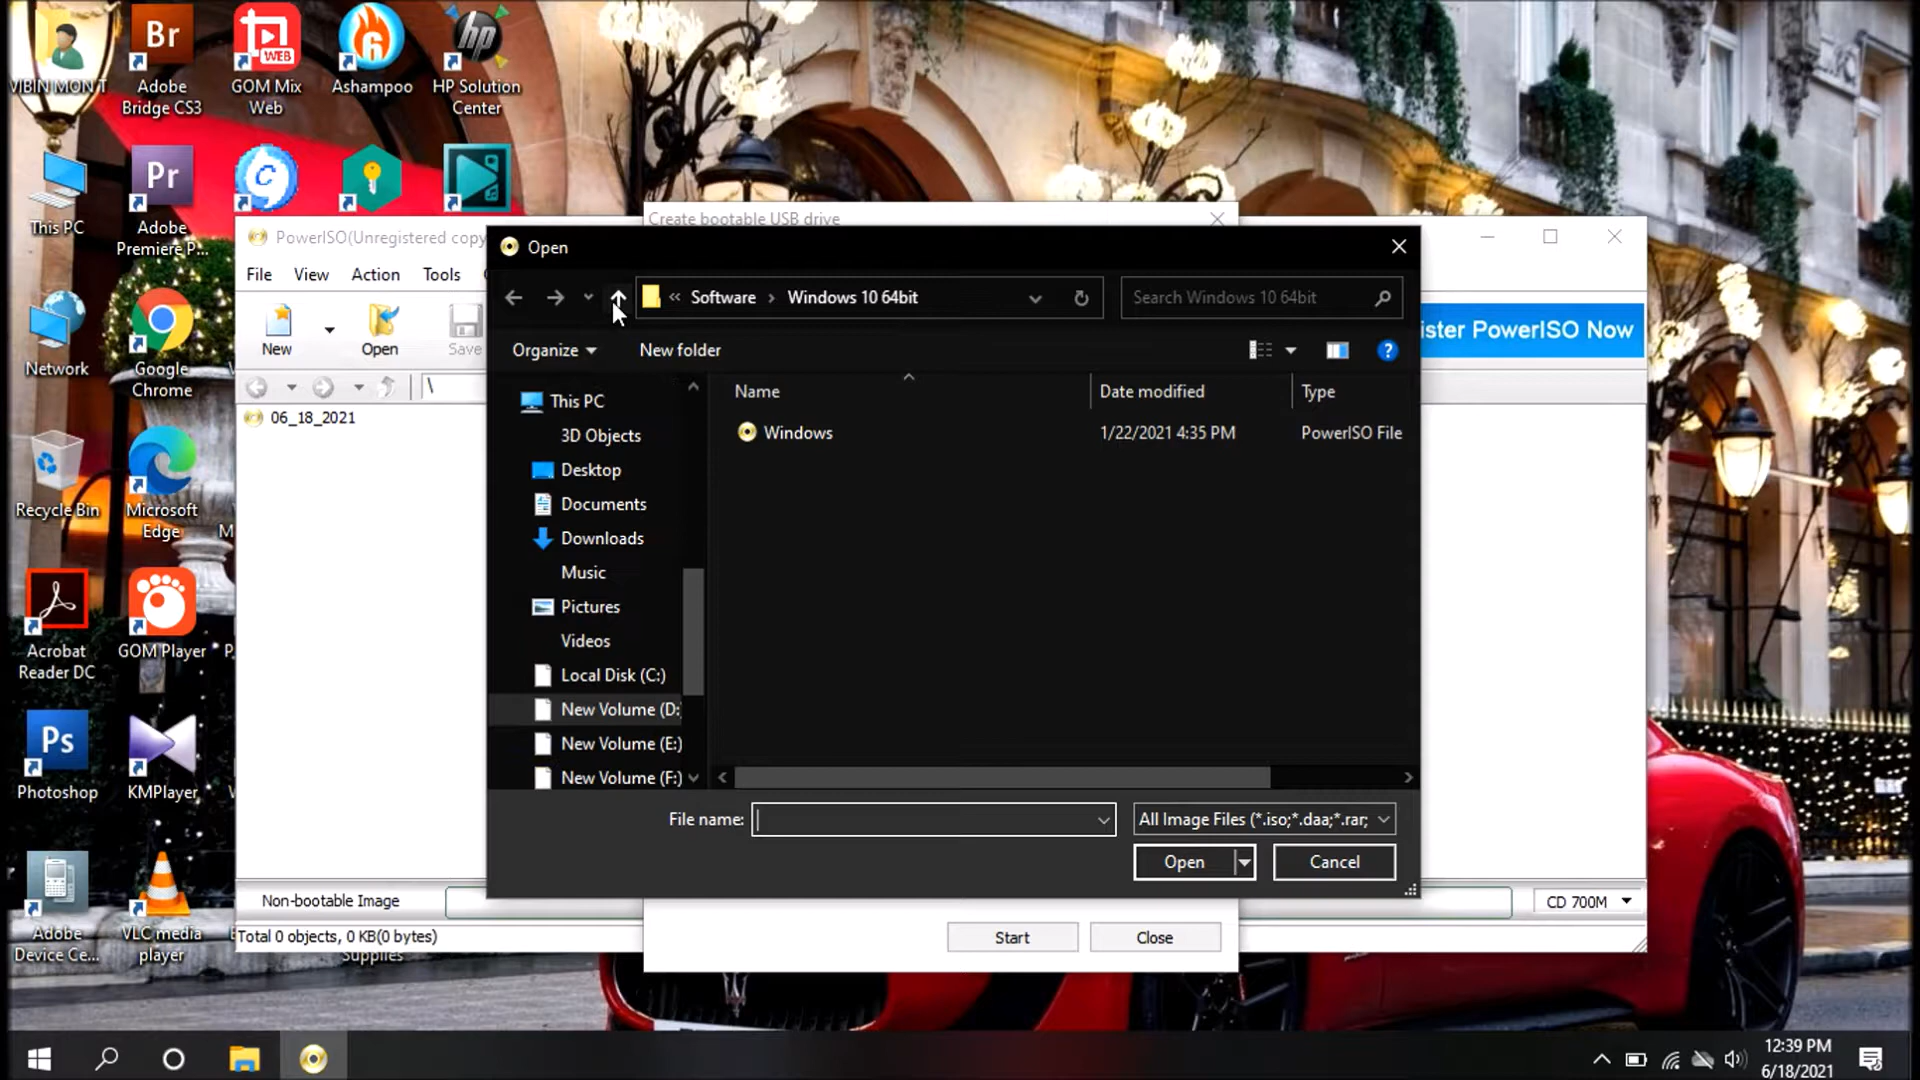 VIBIN MON T
Adobe
Bridge CS3
GOM Mix
Web
Ashampoo
HP Solution
Center
This PC
Adobe
Premiere P...
Network
Google
Chrome
Recycle Bin
Microsoft
Edge
M
Acrobat
Reader DC
GOM Player
P
Photoshop
KMPlayer
Adobe
Device Ce...
VLC media
player
Supplies
Create bootable USB drive
PowerISO(Unregistered copy
File
View
Action
Tools
New
Open
Save
ister PowerISO Now
\
06_18_2021
Open
« Software › Windows 10 64bit
Search Windows 10 64bit
Organize
New folder
This PC
3D Objects
Desktop
Documents
Downloads
Music
Pictures
Videos
Local Disk (C:)
New Volume (D:
New Volume (E:)
New Volume (F:)
Name
Date modified
Type
Windows
1/22/2021 4:35 PM
PowerISO File
File name:
All Image Files (*.iso;*.daa;*.rar;
Open
Cancel
Non-bootable Image
CD 700M
Total 0 objects, 0 KB(0 bytes)
Start
Close
12:39 PM
6/18/2021